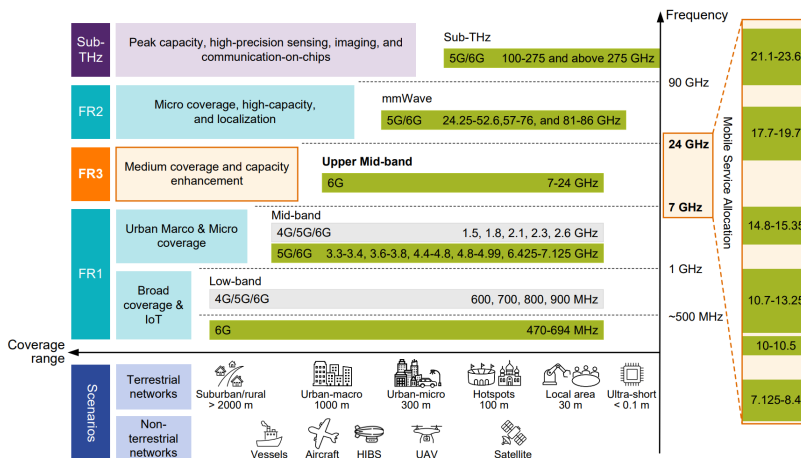 Frequency
Sub-
THz
Peak capacity, high-precision sensing, imaging, and
communication-on-chips
Sub-THz
5G/6G 100-275 and above 275 GHz
90 GHz
FR2
Micro coverage, high-capacity,
and localization
mmWave
5G/6G 24.25-52.6,57-76, and 81-86 GHz
24 GHz
FR3
Medium coverage and capacity
enhancement
Upper Mid-band
6G 7-24 GHz
7 GHz
FR1
Urban Marco & Micro
coverage
Mid-band
4G/5G/6G 1.5, 1.8, 2.1, 2.3, 2.6 GHz
5G/6G 3.3-3.4, 3.6-3.8, 4.4-4.8, 4.8-4.99, 6.425-7.125 GHz
1 GHz
Broad
coverage &
IoT
Low-band
4G/5G/6G 600, 700, 800, 900 MHz
~500 MHz
6G 470-694 MHz
Coverage
range
Mobile Service Allocation
21.1-23.6
17.7-19.7
14.8-15.35
10.7-13.25
10-10.5
7.125-8.4
Scenarios
Terrestrial
networks
Suburban/rural
> 2000 m
Urban-macro
1000 m
Urban-micro
300 m
Hotspots
100 m
Local area
30 m
Ultra-short
< 0.1 m
Non-
terrestrial
networks
Vessels
Aircraft
HIBS
UAV
Satellite